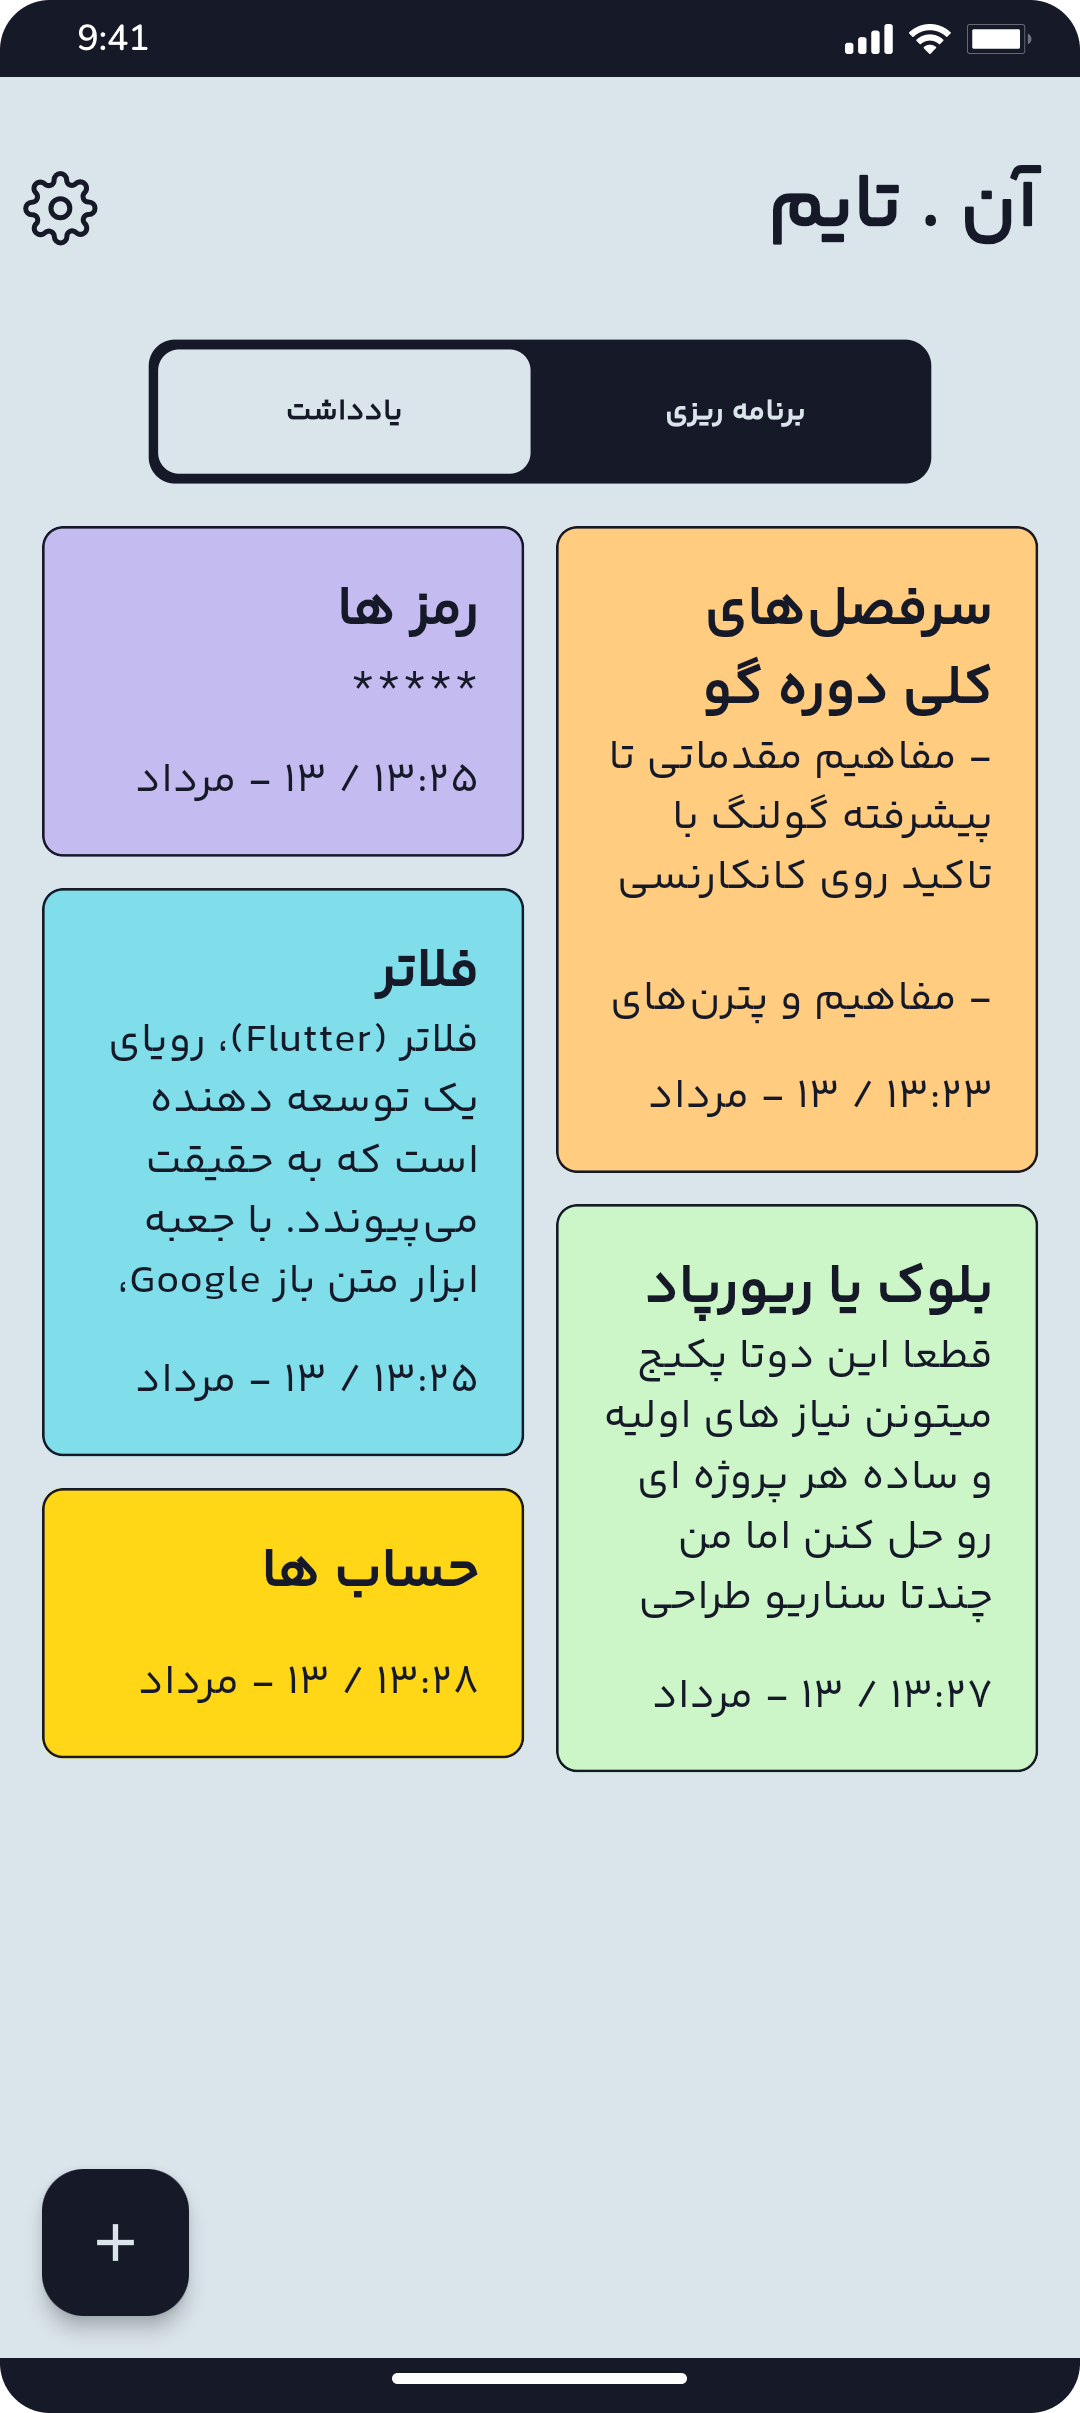 9:41
آن . تایم
برنامه ریزی
یادداشت
سرفصل‌های
کلی دوره گو
- مفاهیم مقدماتی تا
پیشرفته گولنگ با
تاکید روی کانکارنسی
- مفاهیم و پترن‌های
۱۳:۲۳ / ۱۳ - مرداد
رمز ها
*****
۱۳:۲۵ / ۱۳ - مرداد
بلوک یا ریورپاد
قطعا این دوتا پکیج
میتونن نیاز های اولیه
و ساده هر پروژه ای
رو حل کنن اما من
چندتا سناریو طراحی
۱۳:۲۷ / ۱۳ - مرداد
فلاتر
فلاتر (Flutter)، رویای
یک توسعه دهنده
است که به حقیقت
می‌پیوندد. با جعبه
ابزار متن باز Google،
۱۳:۲۵ / ۱۳ - مرداد
حساب ها
۱۳:۲۸ / ۱۳ - مرداد